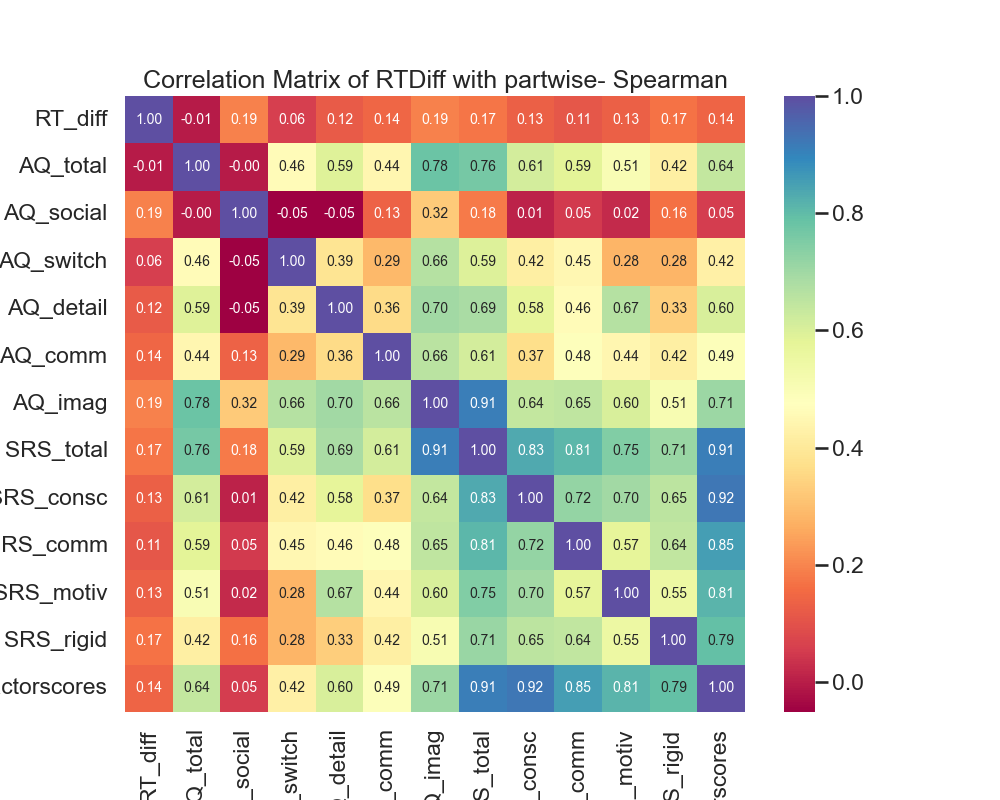 Correlation Matrix of RTDiff with partwise- Spearman
RT_diff 1.00 -0.01 0.19 0.06 0.12 0.14 0.19 0.17 0.13 0.11 0.13 0.17 0.14
AQ_total -0.01 1.00 -0.00 0.46 0.59 0.44 0.78 0.76 0.61 0.59 0.51 0.42 0.64
AQ_social 0.19 -0.00 1.00 -0.05 -0.05 0.13 0.32 0.18 0.01 0.05 0.02 0.16 0.05
AQ_switch 0.06 0.46 -0.05 1.00 0.39 0.29 0.66 0.59 0.42 0.45 0.28 0.28 0.42
AQ_detail 0.12 0.59 -0.05 0.39 1.00 0.36 0.70 0.69 0.58 0.46 0.67 0.33 0.60
AQ_comm 0.14 0.44 0.13 0.29 0.36 1.00 0.66 0.61 0.37 0.48 0.44 0.42 0.49
AQ_imag 0.19 0.78 0.32 0.66 0.70 0.66 1.00 0.91 0.64 0.65 0.60 0.51 0.71
SRS_total 0.17 0.76 0.18 0.59 0.69 0.61 0.91 1.00 0.83 0.81 0.75 0.71 0.91
SRS_consc 0.13 0.61 0.01 0.42 0.58 0.37 0.64 0.83 1.00 0.72 0.70 0.65 0.92
RS_comm 0.11 0.59 0.05 0.45 0.46 0.48 0.65 0.81 0.72 1.00 0.57 0.64 0.85
SRS_motiv 0.13 0.51 0.02 0.28 0.67 0.44 0.60 0.75 0.70 0.57 1.00 0.55 0.81
SRS_rigid 0.17 0.42 0.16 0.28 0.33 0.42 0.51 0.71 0.65 0.64 0.55 1.00 0.79
ctorscores 0.14 0.64 0.05 0.42 0.60 0.49 0.71 0.91 0.92 0.85 0.81 0.79 1.00
RT_diff
Q_total
_social
_switch
_detail
_comm
Q_imag
S_total
_consc
_comm
_motiv
S_rigid
rscores
1.0
0.8
0.6
0.4
0.2
0.0